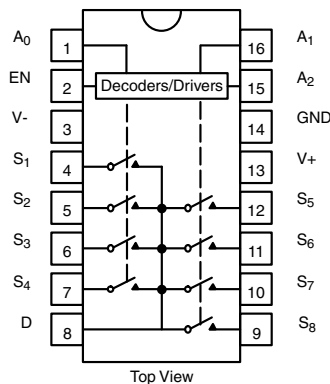 A0 1 16 A1
EN 2 Decoders/Drivers 15 A2
V- 3 14 GND
S1 4 13 V+
S2 5 12 S5
S3 6 11 S6
S4 7 10 S7
D 8 9 S8
Top View